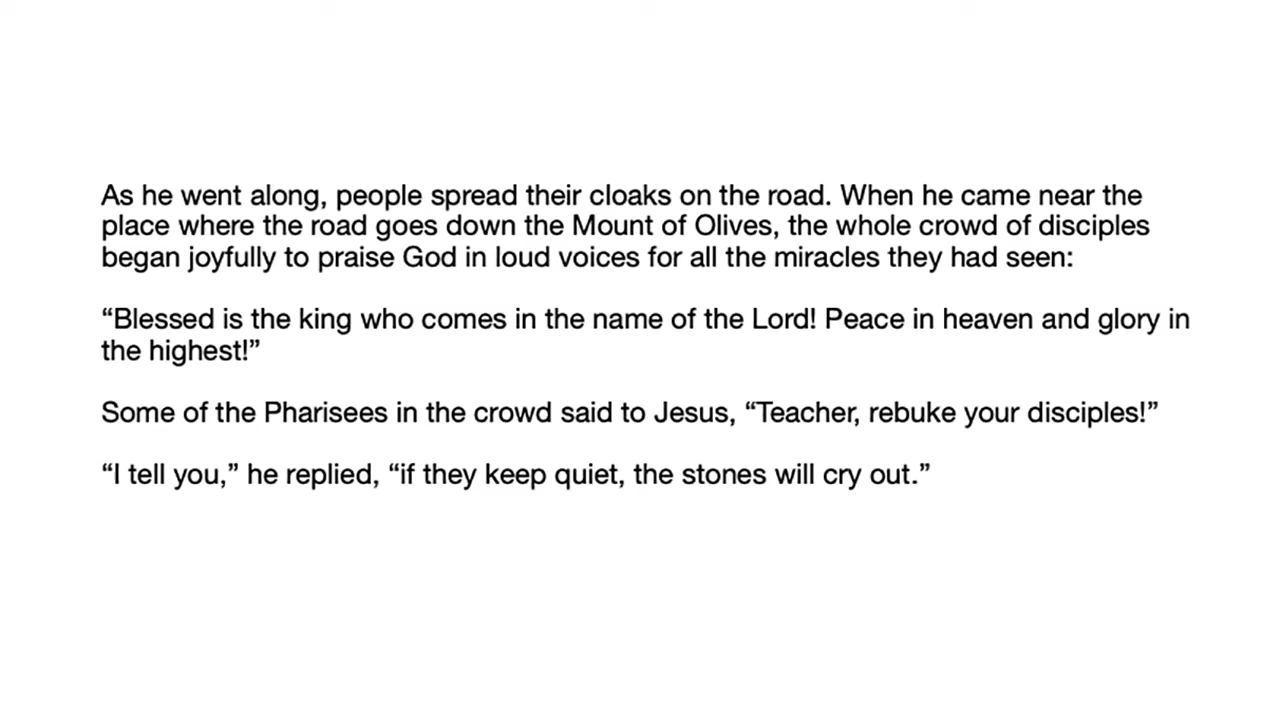 As he went along, people spread their cloaks on the road. When he came near the
place where the road goes down the Mount of Olives, the whole crowd of disciples
began joyfully to praise God in loud voices for all the miracles they had seen:
“Blessed is the king who comes in the name of the Lord! Peace in heaven and glory in
the highest!”
Some of the Pharisees in the crowd said to Jesus, “Teacher, rebuke your disciples!”
“I tell you,” he replied, “if they keep quiet, the stones will cry out.”